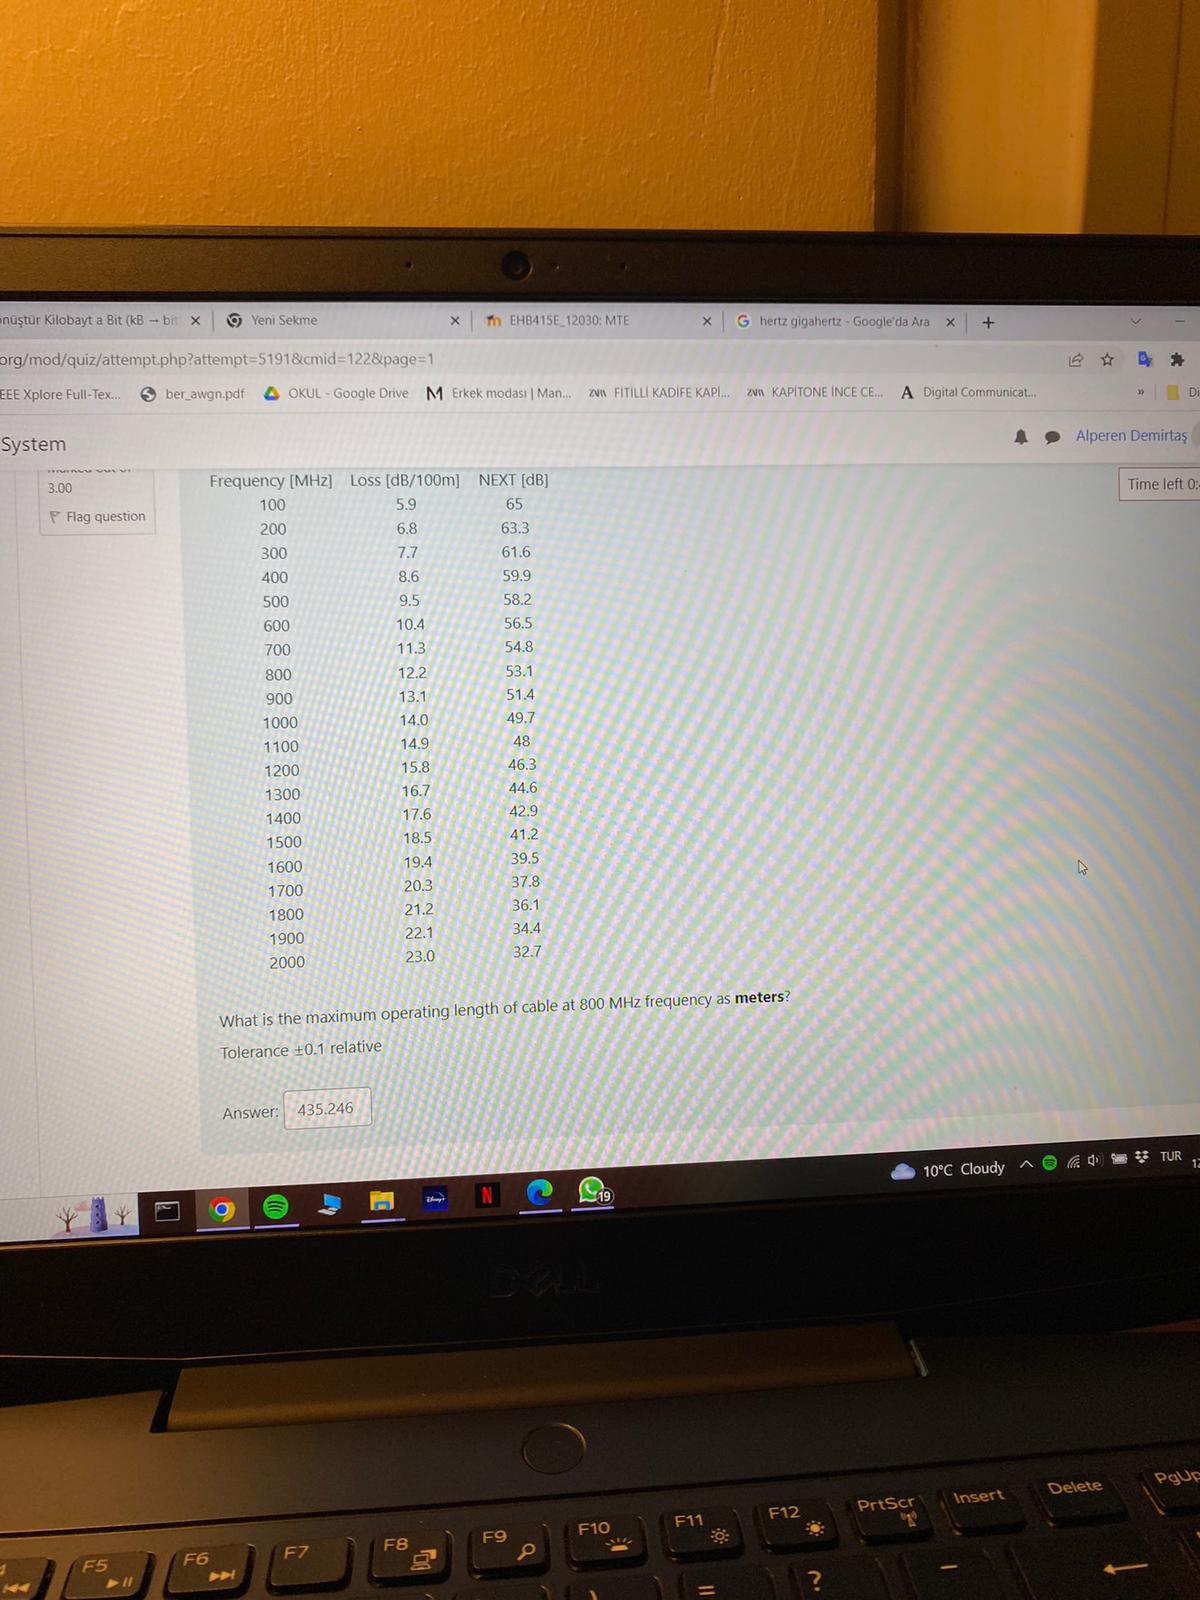 onüştür Kilobayt a Bit (kB → bit
Yeni Sekme
EHB415E_12030: MTE
hertz gigahertz - Google'da Ara
org/mod/quiz/attempt.php?attempt=5191&cmid=122&page=1
EEE Xplore Full-Tex...
ber_awgn.pdf
OKUL - Google Drive
Erkek modası | Man...
FİTİLLİ KADİFE KAPİ...
KAPİTONE İNCE CE...
Digital Communicat...
Di
System
Alperen Demirtaş
3.00
Flag question
Time left 0:
Frequency [MHz] Loss [dB/100m] NEXT [dB]
100 5.9 65
200 6.8 63.3
300 7.7 61.6
400 8.6 59.9
500 9.5 58.2
600 10.4 56.5
700 11.3 54.8
800 12.2 53.1
900 13.1 51.4
1000 14.0 49.7
1100 14.9 48
1200 15.8 46.3
1300 16.7 44.6
1400 17.6 42.9
1500 18.5 41.2
1600 19.4 39.5
1700 20.3 37.8
1800 21.2 36.1
1900 22.1 34.4
2000 23.0 32.7
What is the maximum operating length of cable at 800 MHz frequency as meters?
Tolerance ±0.1 relative
Answer: 435.246
10°C Cloudy
TUR
19
DELL
F5
F6
F7
F8
F9
F10
F11
F12
PrtScr
Insert
Delete
PgUp